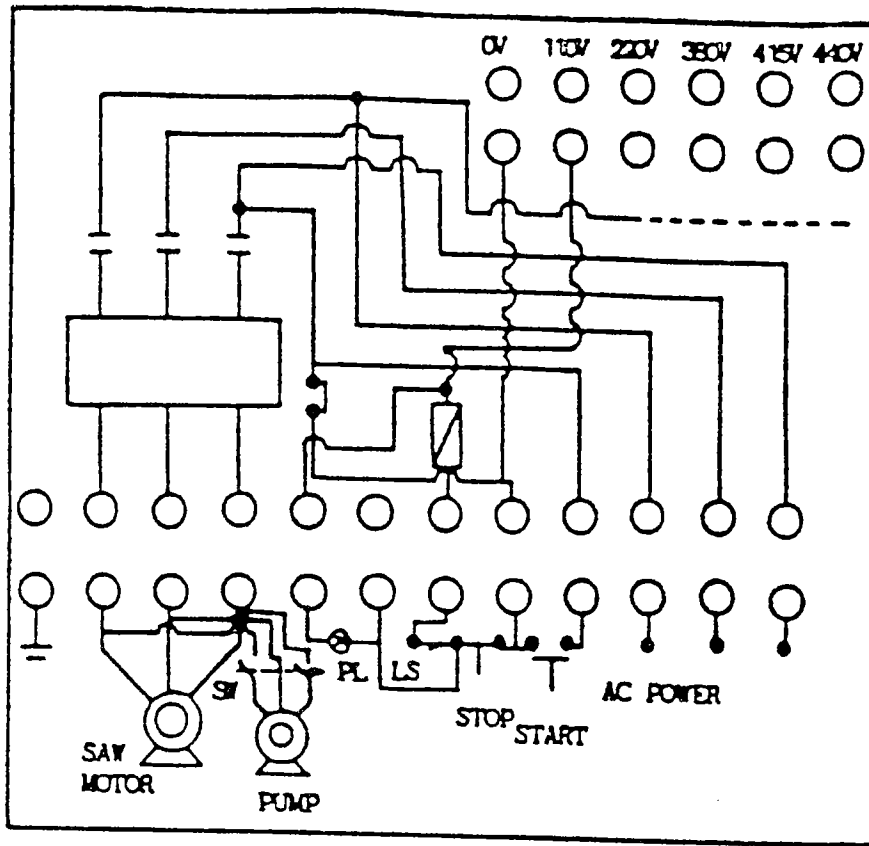 0V 110V 220V 380V 415V 440V
SW
PL LS
AC POWER
STOP
START
SAW
MOTOR
PUMP